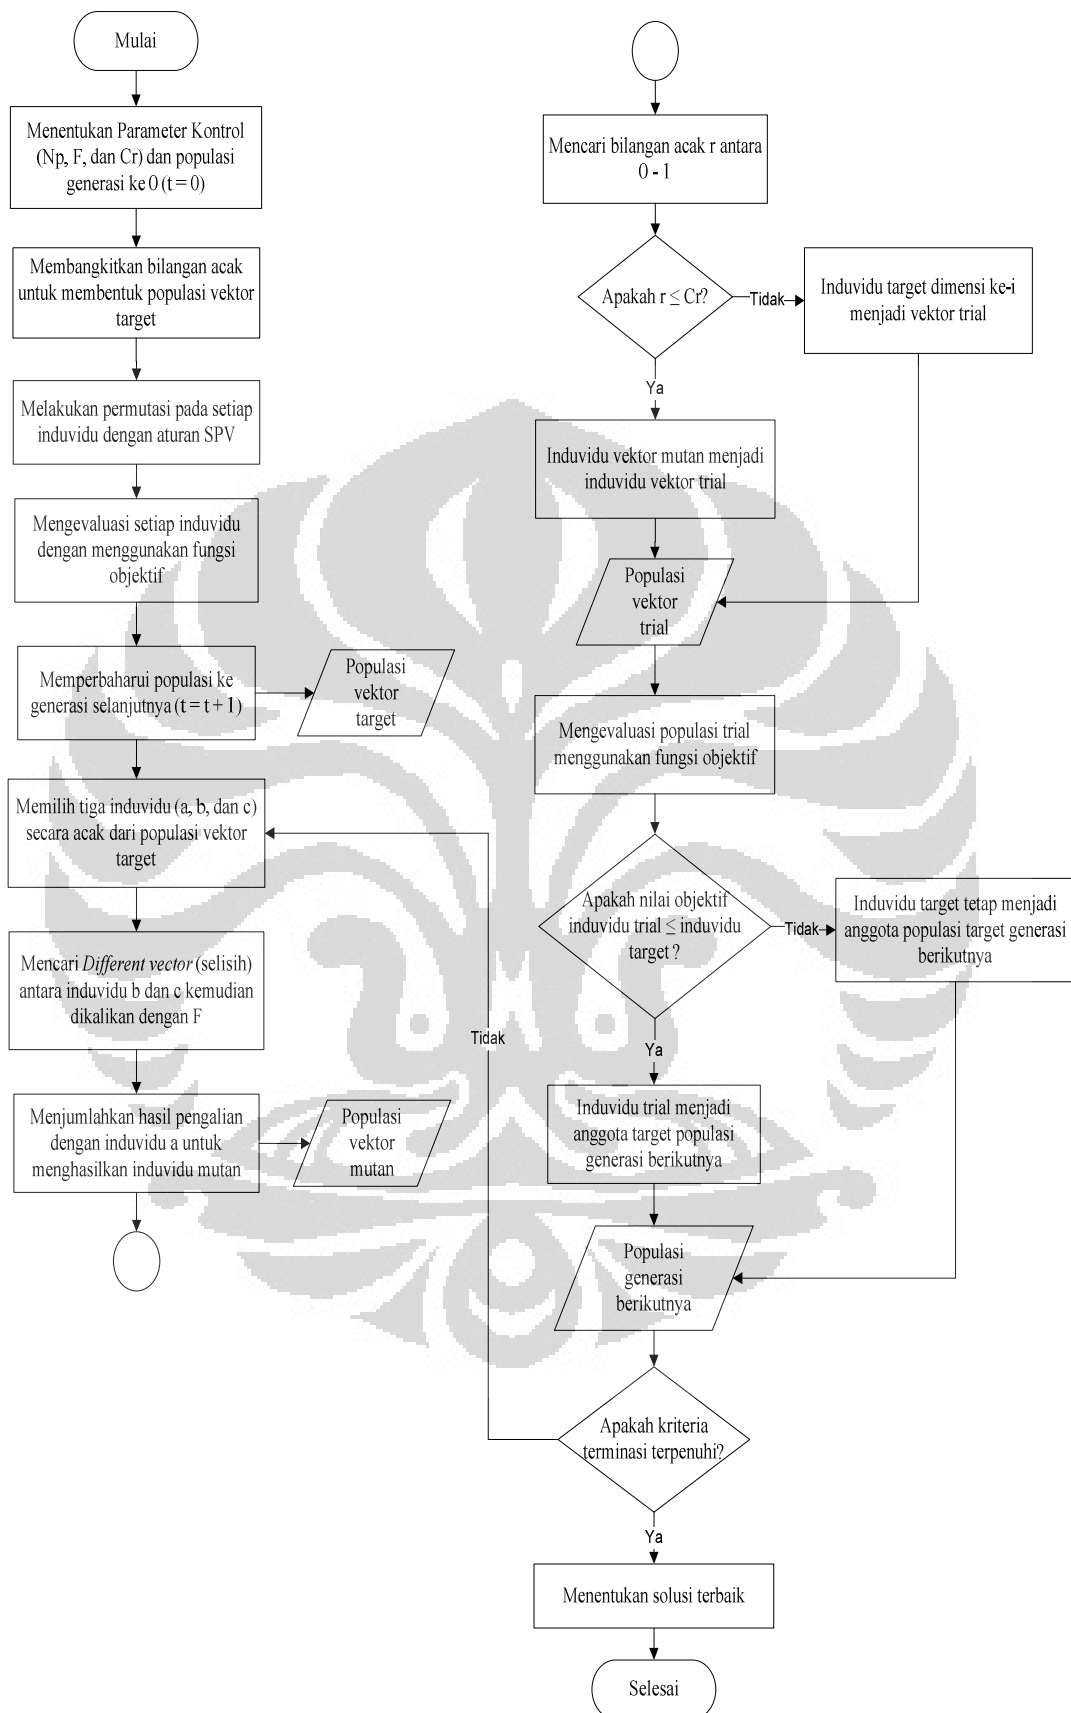 Mulai
Menentukan Parameter Kontrol
(Np, F, dan Cr) dan populasi
generasi ke 0 (t = 0)
Membangkitkan bilangan acak
untuk membentuk populasi vektor
target
Melakukan permutasi pada setiap
induvidu dengan aturan SPV
Mengevaluasi setiap induvidu
dengan menggunakan fungsi
objektif
Memperbaharui populasi ke
generasi selanjutnya (t = t + 1)
Populasi
vektor
target
Memilih tiga induvidu (a, b, dan c)
secara acak dari populasi vektor
target
Mencari Different vector (selisih)
antara induvidu b dan c kemudian
dikalikan dengan F
Menjumlahkan hasil pengalian
dengan induvidu a untuk
menghasilkan induvidu mutan
Populasi
vektor
mutan
Mencari bilangan acak r antara
0 - 1
Apakah r ≤ Cr?
Tidak
Induvidu target dimensi ke-i
menjadi vektor trial
Ya
Induvidu vektor mutan menjadi
induvidu vektor trial
Populasi
vektor
trial
Mengevaluasi populasi trial
menggunakan fungsi objektif
Apakah nilai objektif
induvidu trial ≤ induvidu
target ?
Tidak
Induvidu target tetap menjadi
anggota populasi target generasi
berikutnya
Ya
Induvidu trial menjadi
anggota target populasi
generasi berikutnya
Populasi
generasi
berikutnya
Apakah kriteria
terminasi terpenuhi?
Tidak
Ya
Menentukan solusi terbaik
Selesai